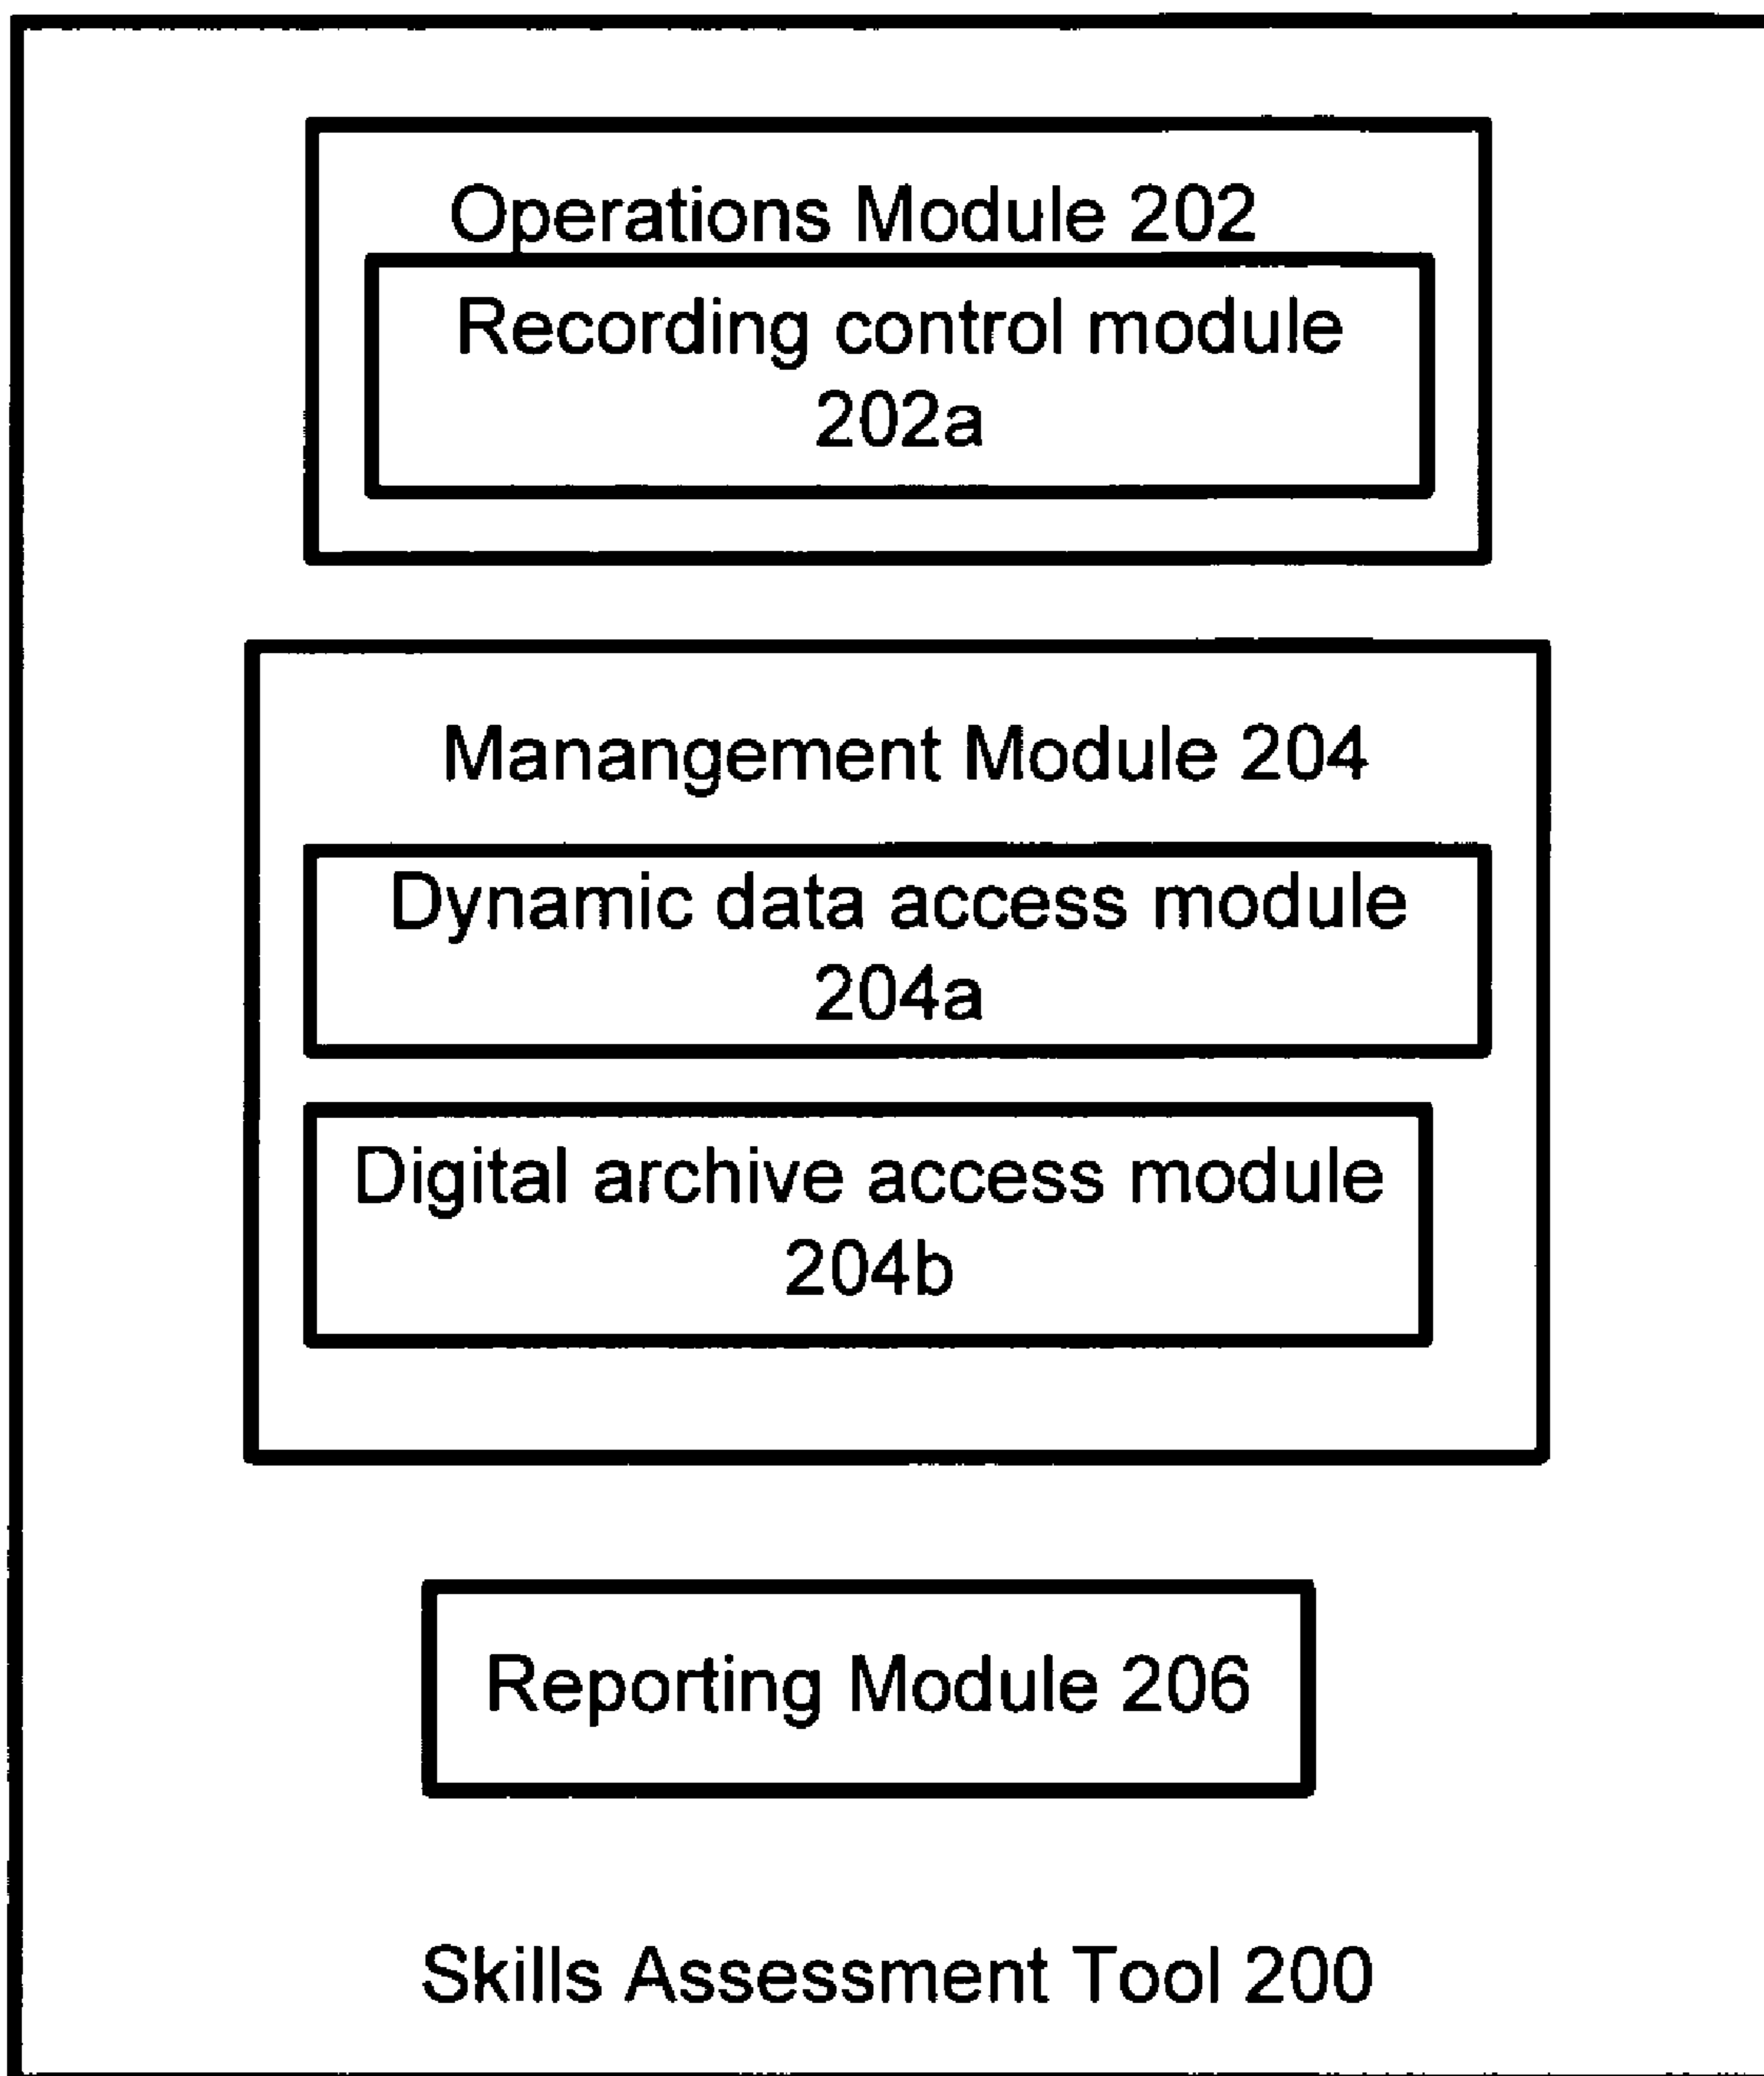 Operations Module 202
Recording control module
202a
Manangement Module 204
Dynamic data access module
204a
Digital archive access module
204b
Reporting Module 206
Skills Assessment Tool 200